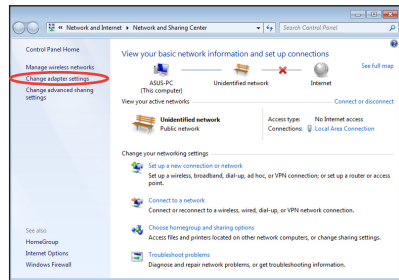 « Network and Internet ▸ Network and Sharing Center
Search Control Panel
Control Panel Home
Manage wireless networks
Change adapter settings
Change advanced sharing
settings
View your basic network information and set up connections
See full map
ASUS-PC
(This computer)
Unidentified network
Internet
View your active networks
Connect or disconnect
Unidentified network
Public network
Access type: No Internet access
Connections: Local Area Connection
Change your networking settings
Set up a new connection or network
Set up a wireless, broadband, dial-up, ad hoc, or VPN connection; or set up a router or access
point.
Connect to a network
Connect or reconnect to a wireless, wired, dial-up, or VPN network connection.
Choose homegroup and sharing options
Access files and printers located on other network computers, or change sharing settings.
Troubleshoot problems
Diagnose and repair network problems, or get troubleshooting information.
See also
HomeGroup
Internet Options
Windows Firewall